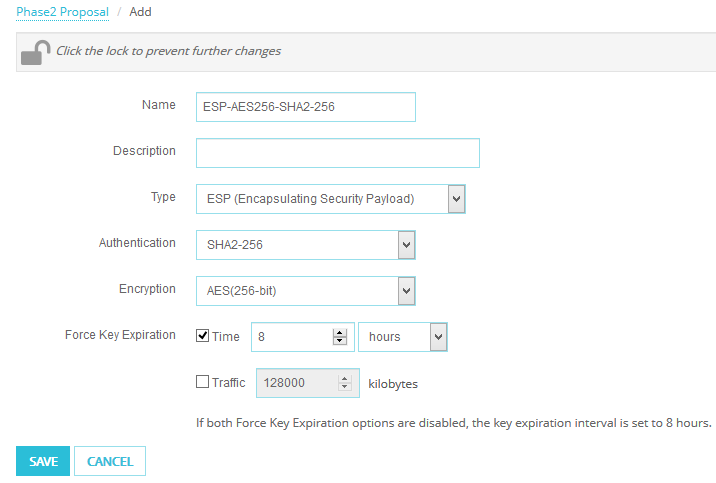 Phase2 Proposal / Add
Click the lock to prevent further changes
Name ESP-AES256-SHA2-256
Description
Type ESP (Encapsulating Security Payload)
Authentication SHA2-256
Encryption AES(256-bit)
Force Key Expiration Time 8 hours
Traffic 128000 kilobytes
If both Force Key Expiration options are disabled, the key expiration interval is set to 8 hours.
SAVE CANCEL